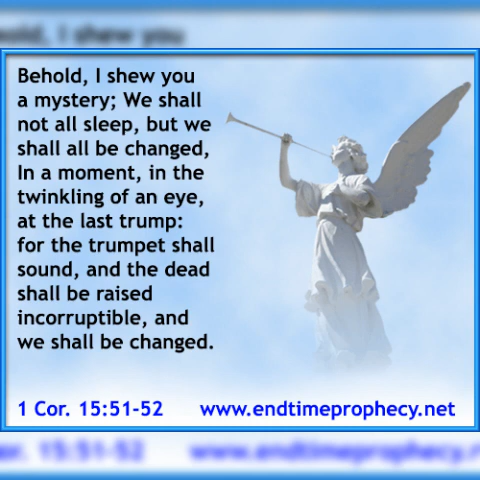 Behold, I shew you
a mystery; We shall
not all sleep, but we
shall all be changed,
In a moment, in the
twinkling of an eye,
at the last trump:
for the trumpet shall
sound, and the dead
shall be raised
incorruptible, and
we shall be changed.
1 Cor. 15:51-52 www.endtimeprophecy.net